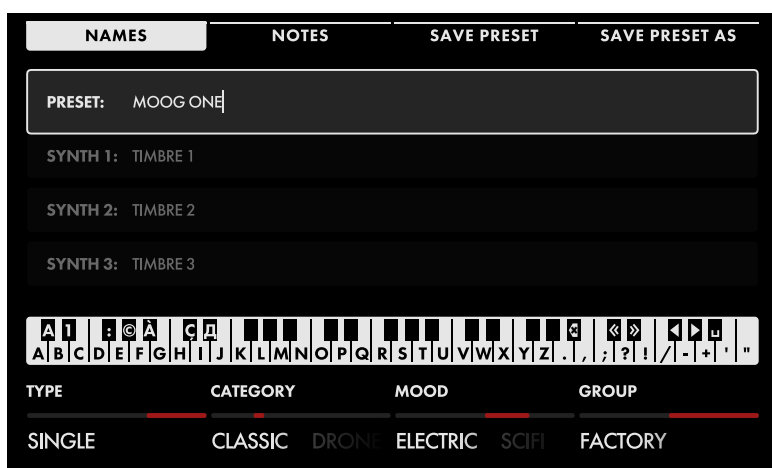 NAMES NOTES SAVE PRESET SAVE PRESET AS
PRESET: MOOG ONE
SYNTH 1: TIMBRE 1
SYNTH 2: TIMBRE 2
SYNTH 3: TIMBRE 3
A 1 : © À Ç Д « » ◀ ▶ ␣
A B C D E F G H I J K L M N O P Q R S T U V W X Y Z . , ; ? ! / - + ' "
TYPE CATEGORY MOOD GROUP
SINGLE CLASSIC DRONE ELECTRIC SCIFI FACTORY